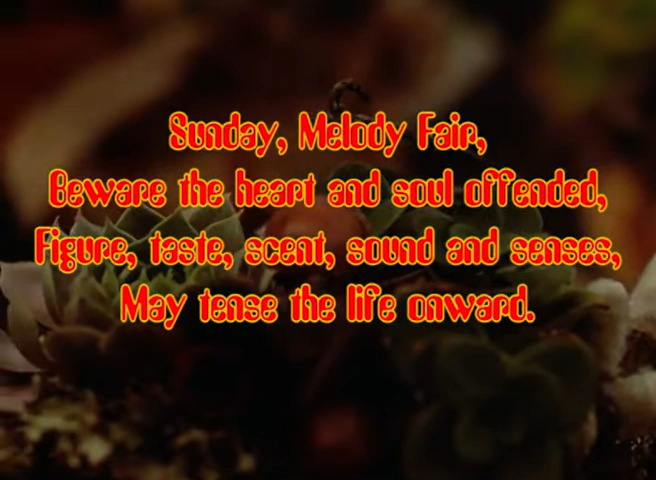 Sunday, Melody Fair,
Beware the heart and soul offended,
Figure, taste, scent, sound and senses,
May tense the life onward.